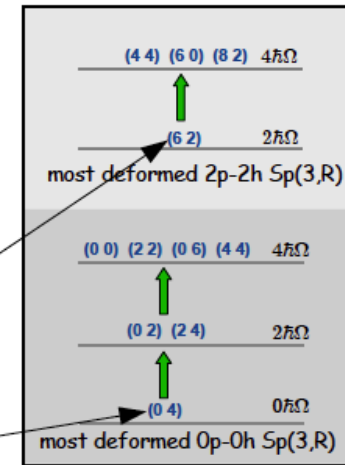 (4 4) (6 0) (8 2) 4ħΩ
(6 2) 2ħΩ
most deformed 2p-2h Sp(3,R)
(0 0) (2 2) (0 6) (4 4) 4ħΩ
(0 2) (2 4) 2ħΩ
(0 4) 0ħΩ
most deformed 0p-0h Sp(3,R)